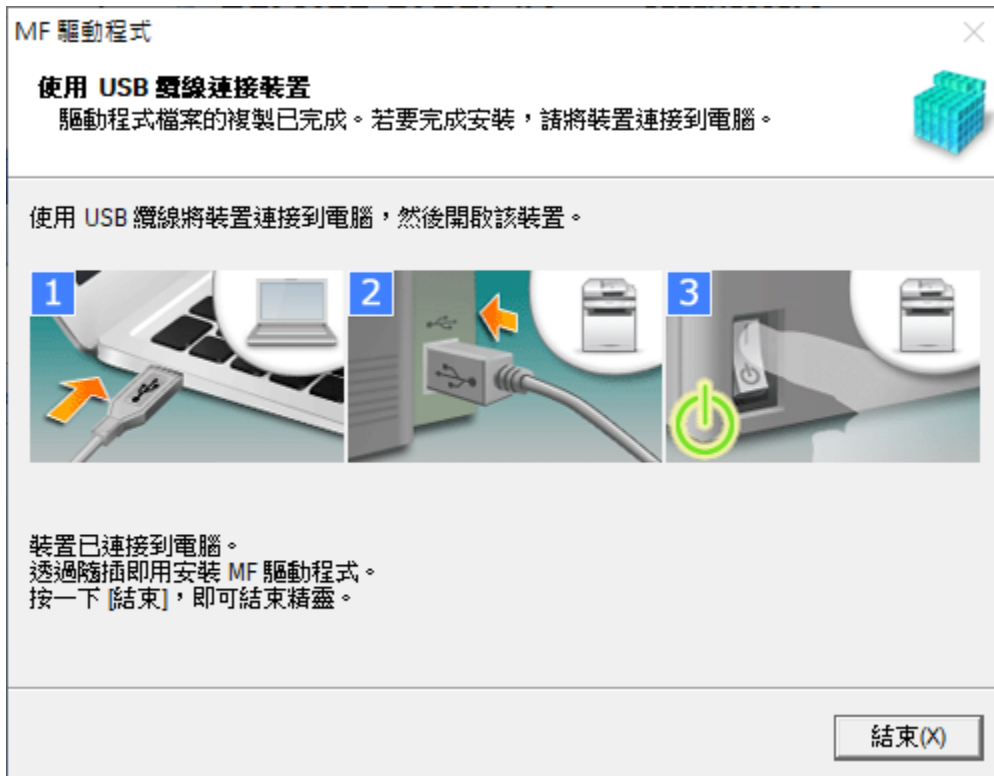 MF 驅動程式
使用 USB 纜線連接裝置
驅動程式檔案的複製已完成。若要完成安裝，請將裝置連接到電腦。
使用 USB 纜線將裝置連接到電腦，然後開啟該裝置。
1 2 3
裝置已連接到電腦。
透過隨插即用安裝 MF 驅動程式。
按一下 [結束]，即可結束精靈。
結束(X)